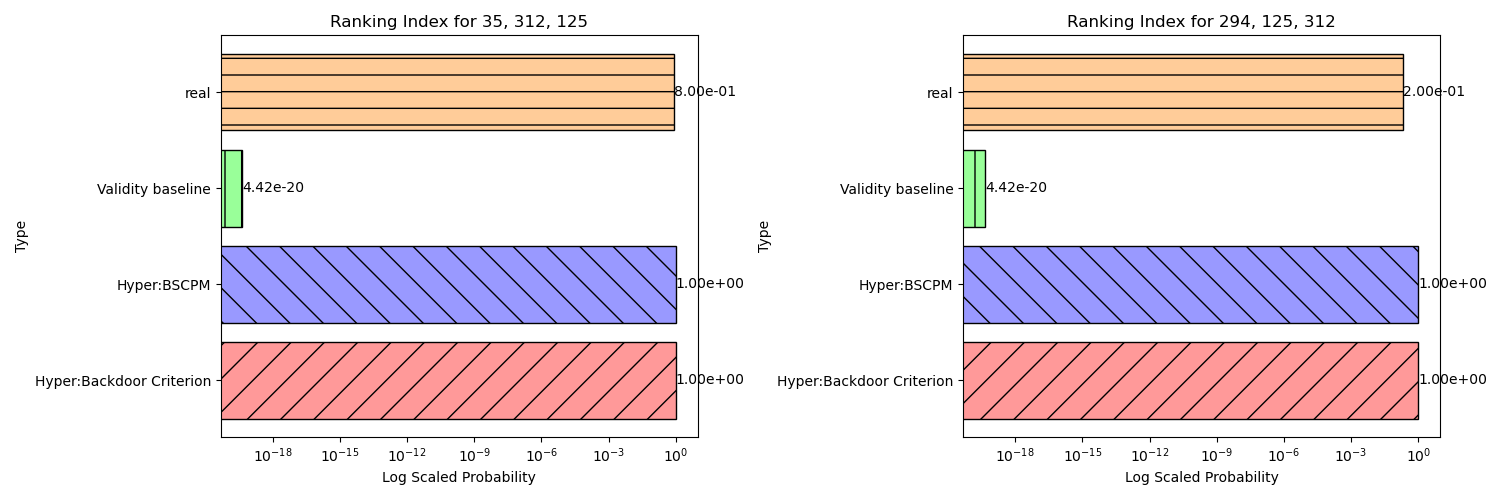 Ranking Index for 35, 312, 125
real
8.00e-01
Validity baseline
4.42e-20
Hyper:BSCPM
1.00e+00
Hyper:Backdoor Criterion
1.00e+00
Type
10^-18 10^-15 10^-12 10^-9 10^-6 10^-3 10^0
Log Scaled Probability
Ranking Index for 294, 125, 312
real
2.00e-01
Validity baseline
4.42e-20
Hyper:BSCPM
1.00e+00
Hyper:Backdoor Criterion
1.00e+00
Type
10^-18 10^-15 10^-12 10^-9 10^-6 10^-3 10^0
Log Scaled Probability